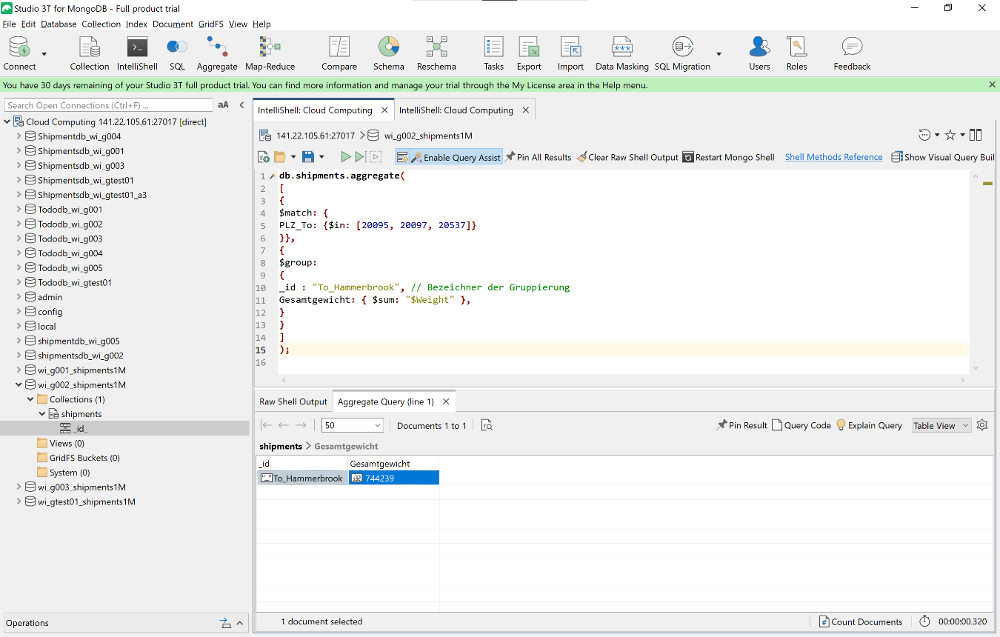 Studio 3T for MongoDB - Full product trial
File Edit Database Collection Index Document GridFS View Help
Connect Collection IntelliShell SQL Aggregate Map-Reduce Compare Schema Reschema Tasks Export Import Data Masking SQL Migration Users Roles Feedback
You have 30 days remaining of your Studio 3T full product trial. You can find more information and manage your trial through the My License area in the Help menu.
Search Open Connections (Ctrl+F) ... aA
Cloud Computing 141.22.105.61:27017 [direct]
Shipmentdb_wi_g004
Shipmentsdb_wi_g001
Shipmentsdb_wi_g003
Shipmentsdb_wi_gtest01
Shipmentsdb_wi_gtest01_a3
Tododb_wi_g001
Tododb_wi_g002
Tododb_wi_g003
Tododb_wi_g004
Tododb_wi_g005
Tododb_wi_gtest01
admin
config
local
shipmentdb_wi_g005
shipmentsdb_wi_g002
wi_g001_shipments1M
wi_g002_shipments1M
Collections (1)
shipments
_id_
Views (0)
GridFS Buckets (0)
System (0)
wi_g003_shipments1M
wi_gtest01_shipments1M
Operations
IntelliShell: Cloud Computing IntelliShell: Cloud Computing
141.22.105.61:27017 wi_g002_shipments1M
Enable Query Assist Pin All Results Clear Raw Shell Output Restart Mongo Shell Shell Methods Reference Show Visual Query Buil
1 db.shipments.aggregate(
2 [
3 {
4 $match: {
5 PLZ_To: {$in: [20095, 20097, 20537]}
6 }},
7 {
8 $group:
9 {
10 _id : "To_Hammerbrook", // Bezeichner der Gruppierung
11 Gesamtgewicht: { $sum: "$Weight" },
12 }
13 }
14 ]
15 );
16
Raw Shell Output Aggregate Query (line 1)
50 Documents 1 to 1 Pin Result Query Code Explain Query Table View
shipments > Gesamtgewicht
_id Gesamtgewicht
To_Hammerbrook i32 744239
1 document selected Count Documents 00:00:00.320